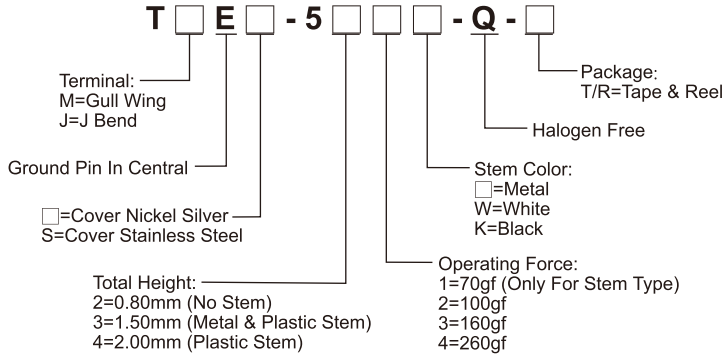 T□E□-5□□□-Q-□
Terminal:
M=Gull Wing
J=J Bend
Ground Pin In Central
□=Cover Nickel Silver
S=Cover Stainless Steel
Total Height:
2=0.80mm (No Stem)
3=1.50mm (Metal & Plastic Stem)
4=2.00mm (Plastic Stem)
Package:
T/R=Tape & Reel
Halogen Free
Stem Color:
□=Metal
W=White
K=Black
Operating Force:
1=70gf (Only For Stem Type)
2=100gf
3=160gf
4=260gf